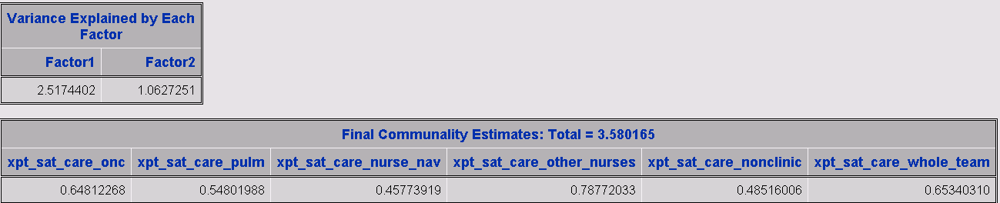 Variance Explained by Each
Factor
Factor1 Factor2
2.5174402 1.0627251
Final Communality Estimates: Total = 3.580165
xpt_sat_care_onc xpt_sat_care_pulm xpt_sat_care_nurse_nav xpt_sat_care_other_nurses xpt_sat_care_nonclinic xpt_sat_care_whole_team
0.64812268 0.54801988 0.45773919 0.78772033 0.48516006 0.65340310